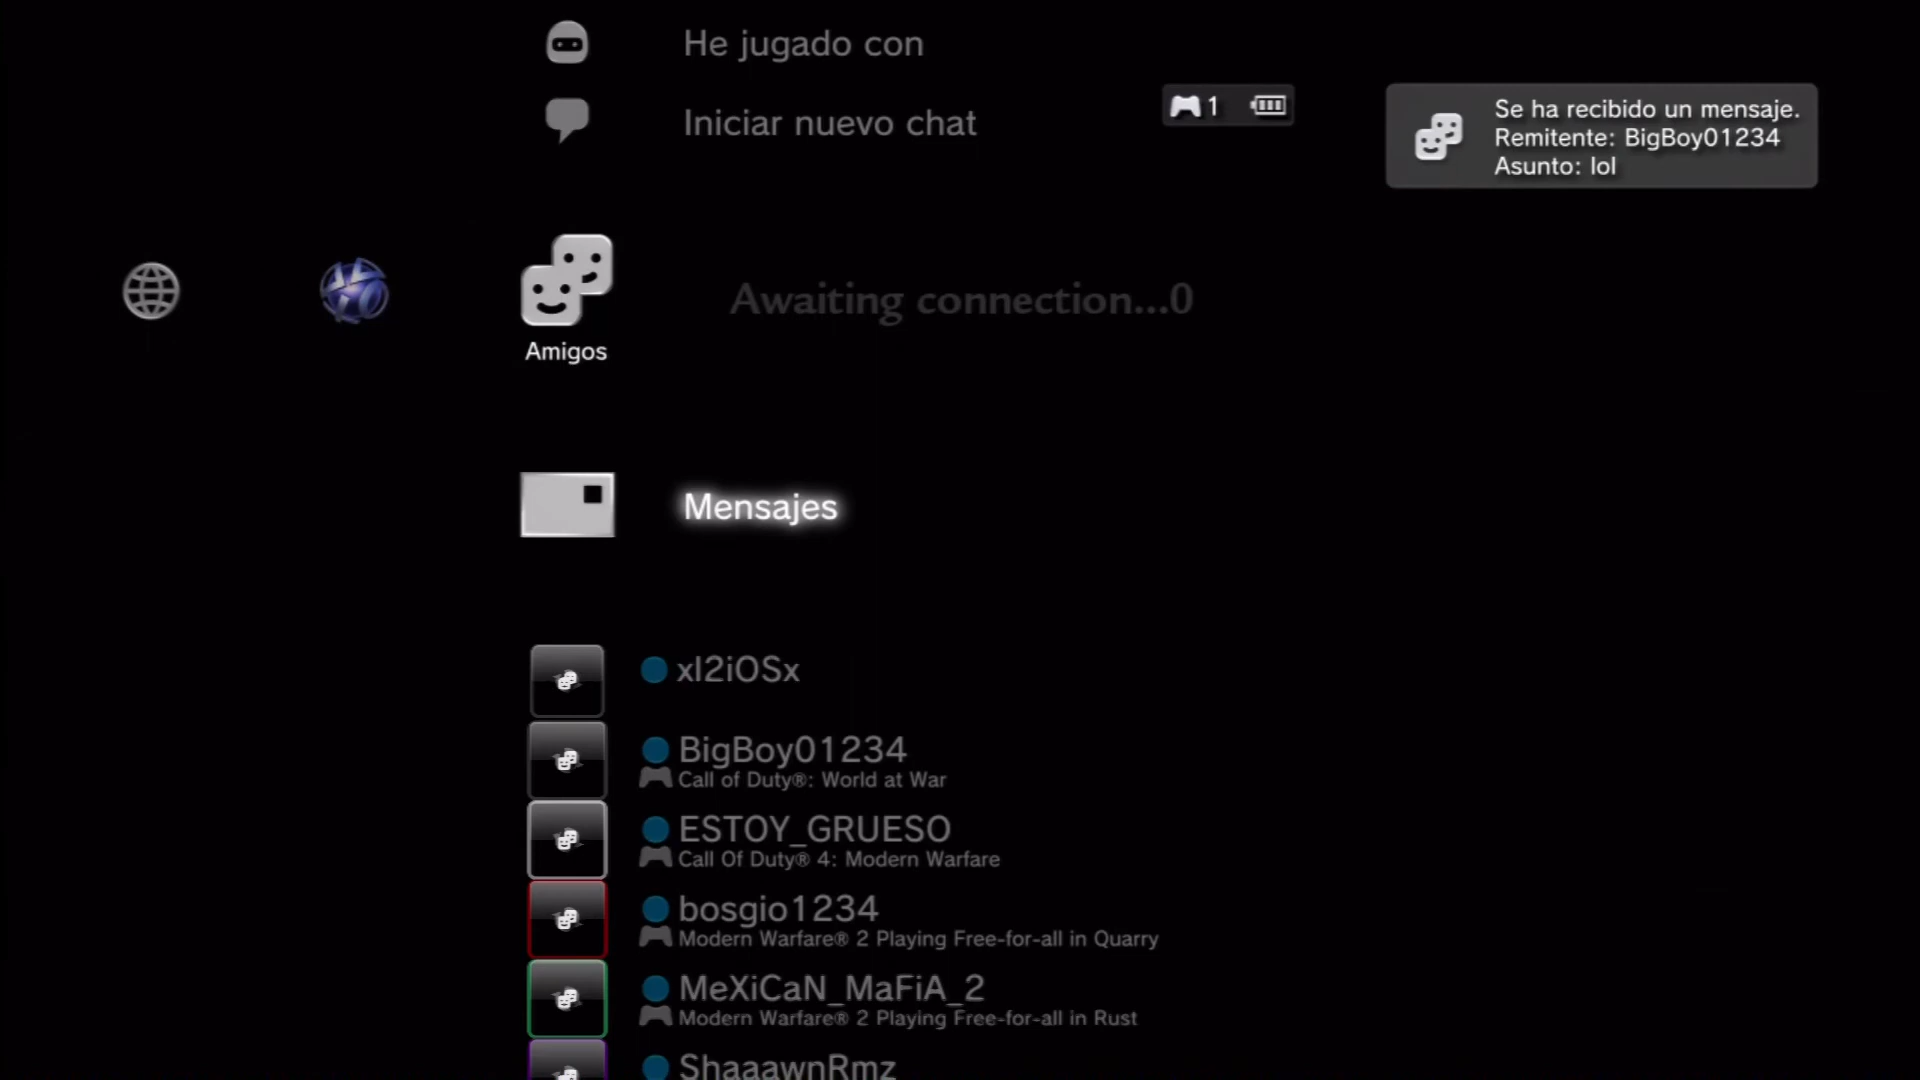 He jugado con
Iniciar nuevo chat
1
Se ha recibido un mensaje.
Remitente: BigBoy01234
Asunto: lol
Awaiting connection...0
Amigos
Mensajes
xI2iOSx
BigBoy01234
Call of Duty®: World at War
ESTOY_GRUESO
Call Of Duty® 4: Modern Warfare
bosgio1234
Modern Warfare® 2 Playing Free-for-all in Quarry
MeXiCaN_MaFiA_2
Modern Warfare® 2 Playing Free-for-all in Rust
ShaaawnRmz